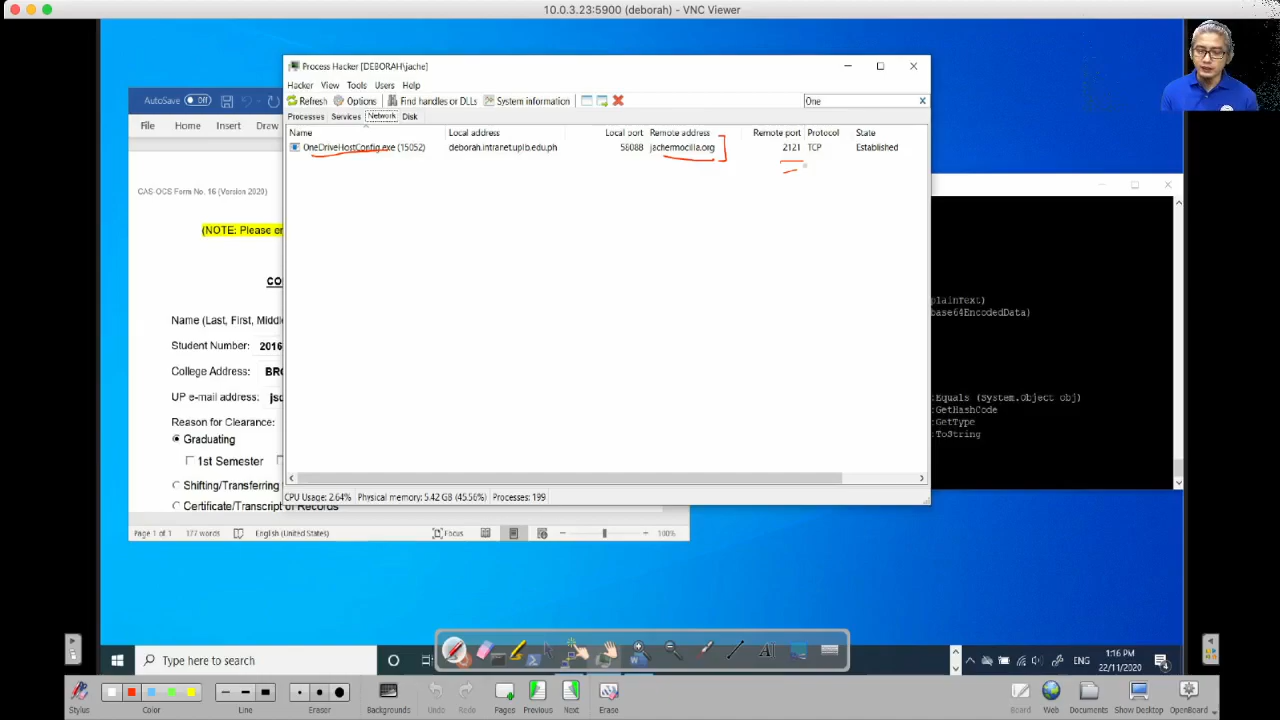 10.0.3.23:5900 (deborah) - VNC Viewer
Process Hacker [DEBORAH\jache]
Hacker View Tools Users Help
Refresh Options Find handles or DLLs System information One x
Processes Services Network Disk
Name Local address Local port Remote address Remote port Protocol State
OneDriveHostConfig.exe (15052) deborah.intranet.uplb.edu.ph 58088 jachermocilla.org 2121 TCP Established
CPU Usage: 2.64% Physical memory: 5.42 GB (45.56%) Processes: 199
AutoSave Off
File Home Insert Draw
CAS-OCS Form No. 16 (Version 2020)
(NOTE: Please
CO
Name (Last, First, Middl
Student Number: 2016
College Address: BR
UP e-mail address:
Reason for Clearance:
Graduating
1st Semester
Shifting/Transferring
Certificate/Transcript of Records
Page 1 of 1 177 words English (United States) Focus 100%
plainText)
base64EncodedData)
:Equals (System.Object obj)
:GetHashCode
:GetType
:ToString
Type here to search
ENG 1:16 PM
22/11/2020
4
Stylus Color Line Eraser Backgrounds Undo Redo Pages Previous Next Erase Board Web Documents Show Desktop OpenBoard